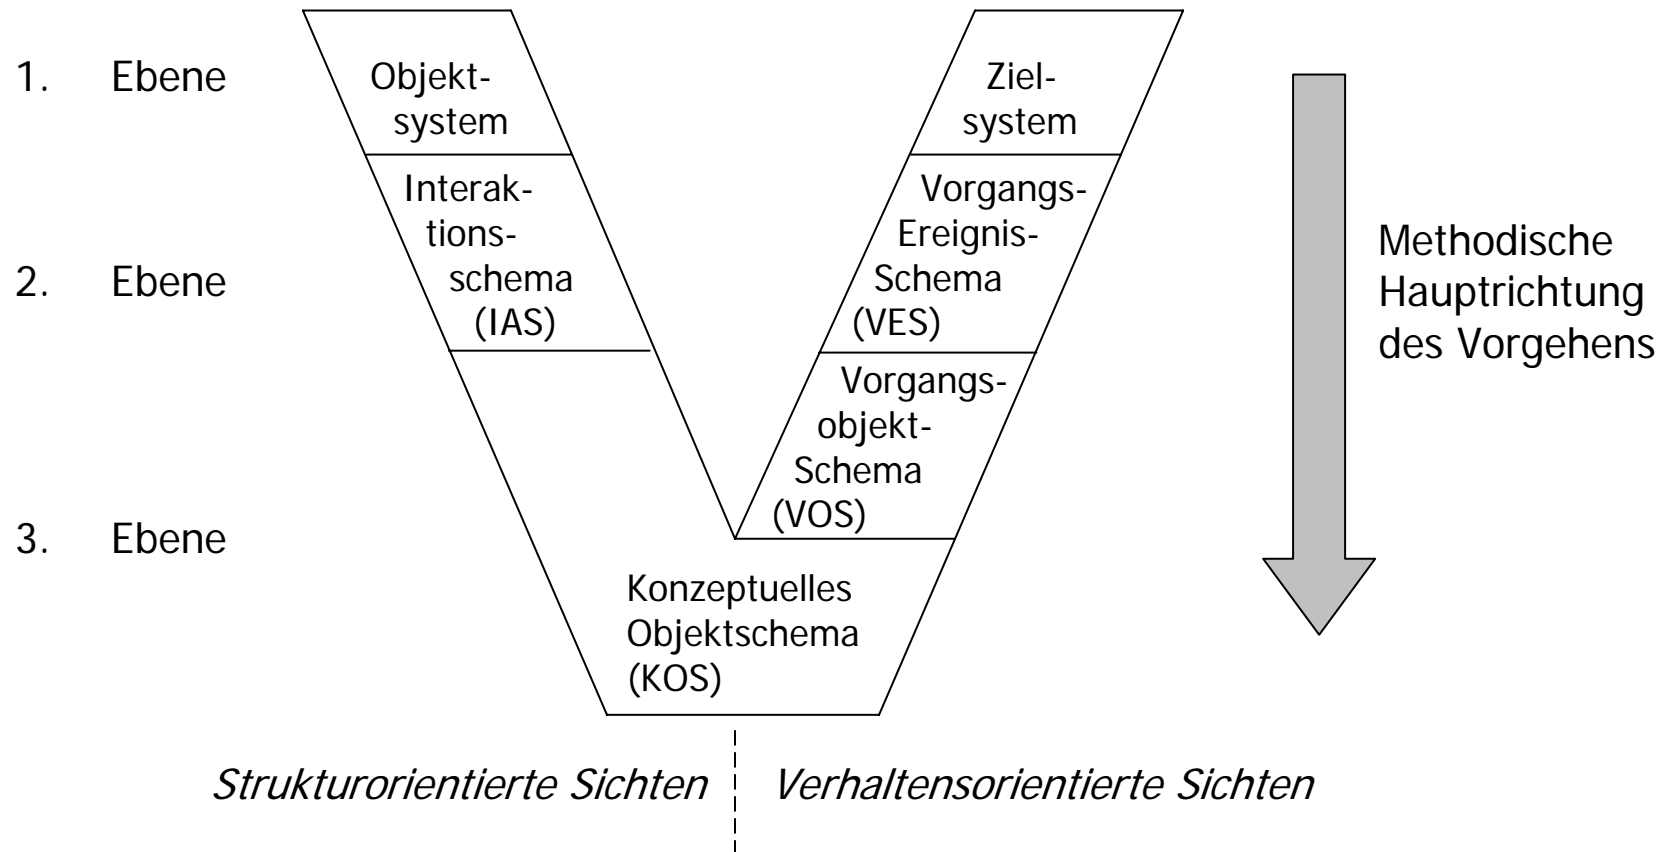 1. Ebene
Objekt-
system
Ziel-
system
Interak-
tions-
schema
(IAS)
Vorgangs-
Ereignis-
Schema
(VES)
2. Ebene
Methodische
Hauptrichtung
des Vorgehens
Vorgangs-
objekt-
Schema
(VOS)
3. Ebene
Konzeptuelles
Objektschema
(KOS)
Strukturorientierte Sichten
Verhaltensorientierte Sichten